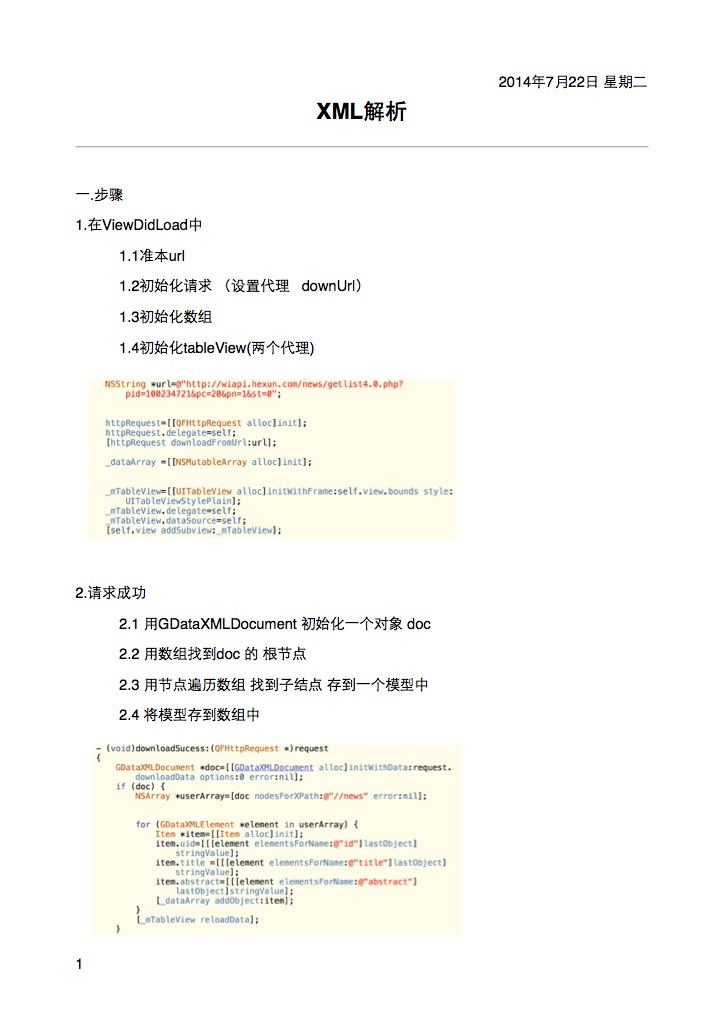 2014年7月22日 星期二
XML解析
一.步骤
1.在ViewDidLoad中
1.1准本url
1.2初始化请求 （设置代理 downUrl）
1.3初始化数组
1.4初始化tableView(两个代理)
NSString *url=@"http://wiapi.hexun.com/news/getlist4.0.php?
pid=100234721&pc=20&pn=1&st=0";
httpRequest=[[QFHttpRequest alloc]init];
httpRequest.delegate=self;
[httpRequest downloadFromUrl:url];
_dataArray =[[NSMutableArray alloc]init];
_mTableView=[[UITableView alloc]initWithFrame:self.view.bounds style:
UITableViewStylePlain];
_mTableView.delegate=self;
_mTableView.dataSource=self;
[self.view addSubview:_mTableView];
2.请求成功
2.1 用GDataXMLDocument 初始化一个对象 doc
2.2 用数组找到doc 的 根节点
2.3 用节点遍历数组 找到子结点 存到一个模型中
2.4 将模型存到数组中
- (void)downloadSucess:(QFHttpRequest *)request
{
GDataXMLDocument *doc=[[GDataXMLDocument alloc]initWithData:request.
downloadData options:0 error:nil];
if (doc) {
NSArray *userArray=[doc nodesForXPath:@"//news" error:nil];
for (GDataXMLElement *element in userArray) {
Item *item=[[Item alloc]init];
item.uid=[[[element elementsForName:@"id"]lastObject]
stringValue];
item.title =[[[element elementsForName:@"title"]lastObject]
stringValue];
item.abstract=[[[element elementsForName:@"abstract"]
lastObject]stringValue];
[_dataArray addObject:item];
}
[_mTableView reloadData];
}
1